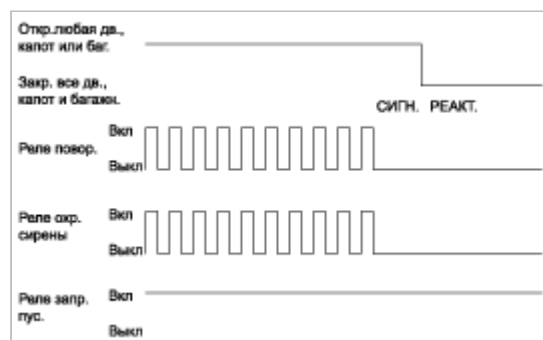 Откр.любая дв.,
капот или баг.
Закр. все дв.,
капот и багажн.
СИГН. РЕАКТ.
Реле повор.
Вкл
Выкл
Реле охр.
сирены
Вкл
Выкл
Реле запр.
пус.
Вкл
Выкл